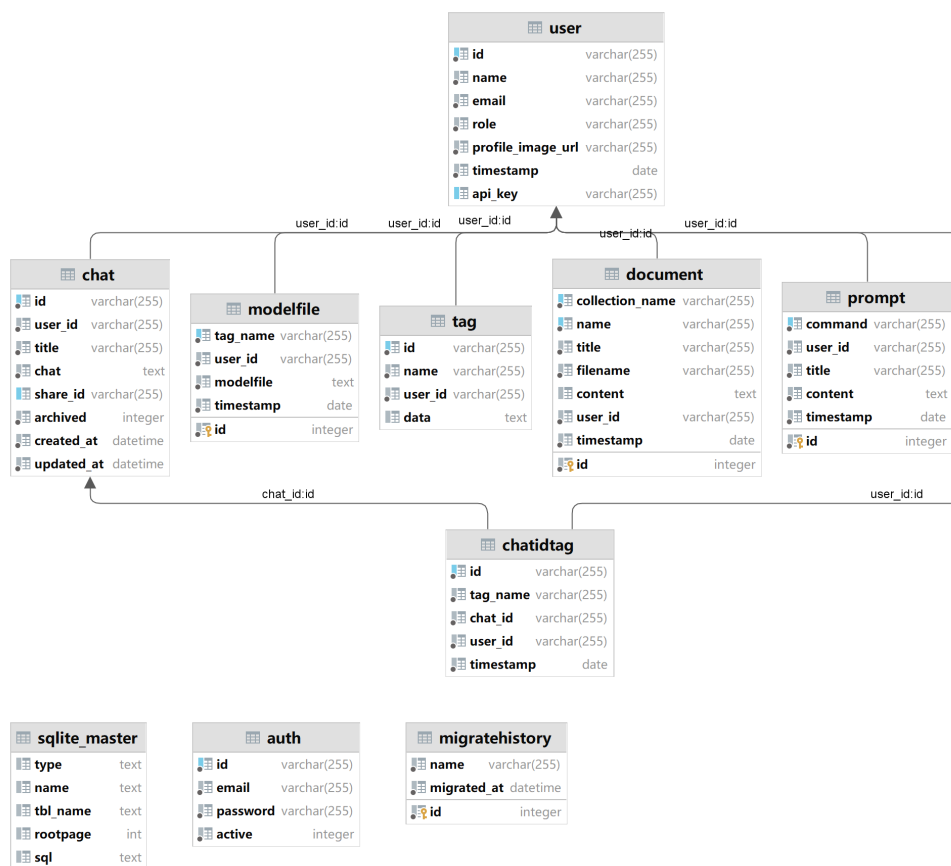 user
id varchar(255)
name varchar(255)
email varchar(255)
role varchar(255)
profile_image_url varchar(255)
timestamp date
api_key varchar(255)
user_id:id
user_id:id
user_id:id
user_id:id
user_id:id
chat
id varchar(255)
user_id varchar(255)
title varchar(255)
chat text
share_id varchar(255)
archived integer
created_at datetime
updated_at datetime
modelfile
tag_name varchar(255)
user_id varchar(255)
modelfile text
timestamp date
id integer
tag
id varchar(255)
name varchar(255)
user_id varchar(255)
data text
document
collection_name varchar(255)
name varchar(255)
title varchar(255)
filename varchar(255)
content text
user_id varchar(255)
timestamp date
id integer
prompt
command varchar(255)
user_id varchar(255)
title varchar(255)
content text
timestamp date
id integer
chat_id:id
user_id:id
chatidtag
id varchar(255)
tag_name varchar(255)
chat_id varchar(255)
user_id varchar(255)
timestamp date
sqlite_master
type text
name text
tbl_name text
rootpage int
sql text
auth
id varchar(255)
email varchar(255)
password varchar(255)
active integer
migratehistory
name varchar(255)
migrated_at datetime
id integer